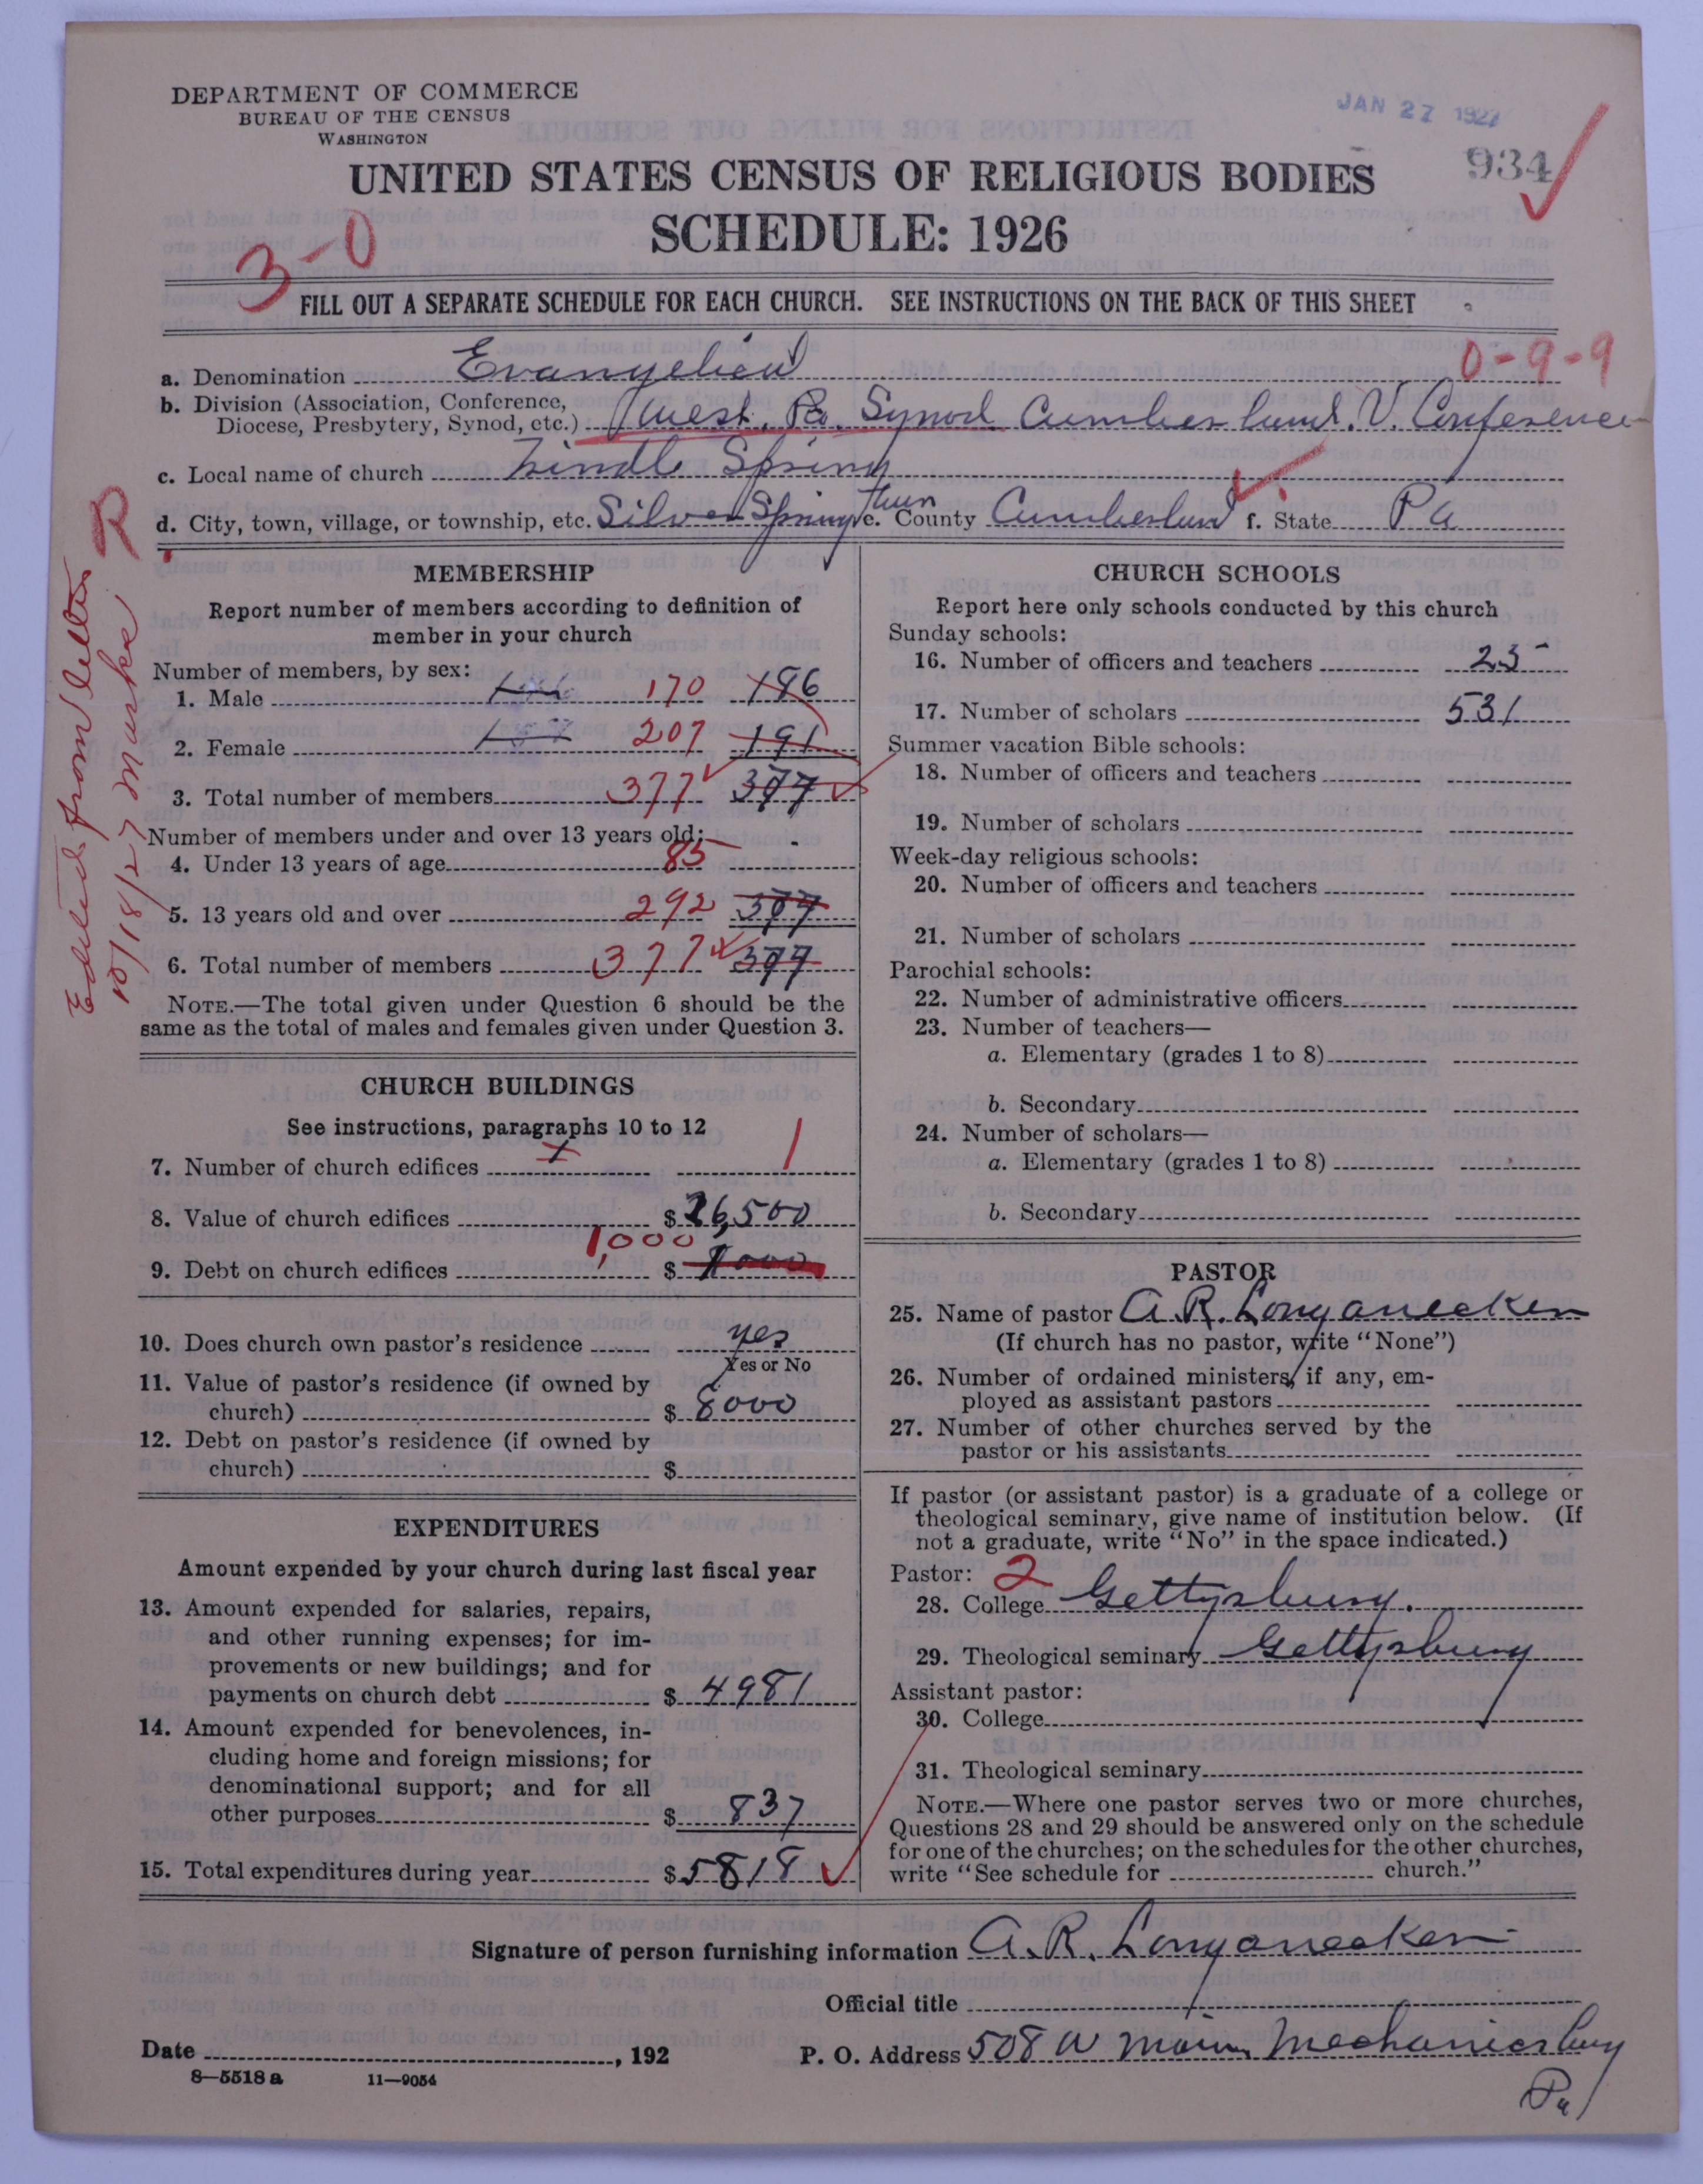 DEPARTMENT OF COMMERCE
BUREAU OF THE CENSUS
WASHINGTON
JAN 27 1927
934
UNITED STATES CENSUS OF RELIGIOUS BODIES
SCHEDULE: 1926
3-0
FILL OUT A SEPARATE SCHEDULE FOR EACH CHURCH. SEE INSTRUCTIONS ON THE BACK OF THIS SHEET
0-9-9
a. Denomination Evangelical
b. Division (Association, Conference,
Diocese, Presbytery, Synod, etc.) West. Pa. Synod Cumberland. V. Conference
c. Local name of church Trindle Spring
d. City, town, village, or township, etc. Silver Spring Twn e. County Cumberland f. State Pa
Edited from letter R
10/18/27 Marke
MEMBERSHIP
Report number of members according to definition of
member in your church
Number of members, by sex:
1. Male 170 186
2. Female 207 191
3. Total number of members 377 377
Number of members under and over 13 years old:
4. Under 13 years of age 85
5. 13 years old and over 292 377
6. Total number of members 377 377
NOTE.—The total given under Question 6 should be the
same as the total of males and females given under Question 3.
CHURCH BUILDINGS
See instructions, paragraphs 10 to 12
7. Number of church edifices 1
8. Value of church edifices $ 26,500
1,000
9. Debt on church edifices $ 1000
10. Does church own pastor's residence yes
Yes or No
11. Value of pastor's residence (if owned by
church) $ 8000
12. Debt on pastor's residence (if owned by
church) $
EXPENDITURES
Amount expended by your church during last fiscal year
13. Amount expended for salaries, repairs,
and other running expenses; for im-
provements or new buildings; and for
payments on church debt $ 4981
14. Amount expended for benevolences, in-
cluding home and foreign missions; for
denominational support; and for all
other purposes $ 837
15. Total expenditures during year $ 5818
CHURCH SCHOOLS
Report here only schools conducted by this church
Sunday schools:
16. Number of officers and teachers 25
17. Number of scholars 531
Summer vacation Bible schools:
18. Number of officers and teachers
19. Number of scholars
Week-day religious schools:
20. Number of officers and teachers
21. Number of scholars
Parochial schools:
22. Number of administrative officers
23. Number of teachers—
a. Elementary (grades 1 to 8)
b. Secondary
24. Number of scholars—
a. Elementary (grades 1 to 8)
b. Secondary
PASTOR
25. Name of pastor A. R. Longanecker
(If church has no pastor, write "None")
26. Number of ordained ministers, if any, em-
ployed as assistant pastors
27. Number of other churches served by the
pastor or his assistants
If pastor (or assistant pastor) is a graduate of a college or
theological seminary, give name of institution below. (If
not a graduate, write "No" in the space indicated.)
Pastor: 2
28. College Gettysburg.
29. Theological seminary Gettysburg
Assistant pastor:
30. College
31. Theological seminary
NOTE.—Where one pastor serves two or more churches,
Questions 28 and 29 should be answered only on the schedule
for one of the churches; on the schedules for the other churches,
write "See schedule for church."
Signature of person furnishing information A. R. Longanecker
Official title
Date , 192
P. O. Address 508 W Main Mechanicsburg
Pa
8—5518 a 11—9054